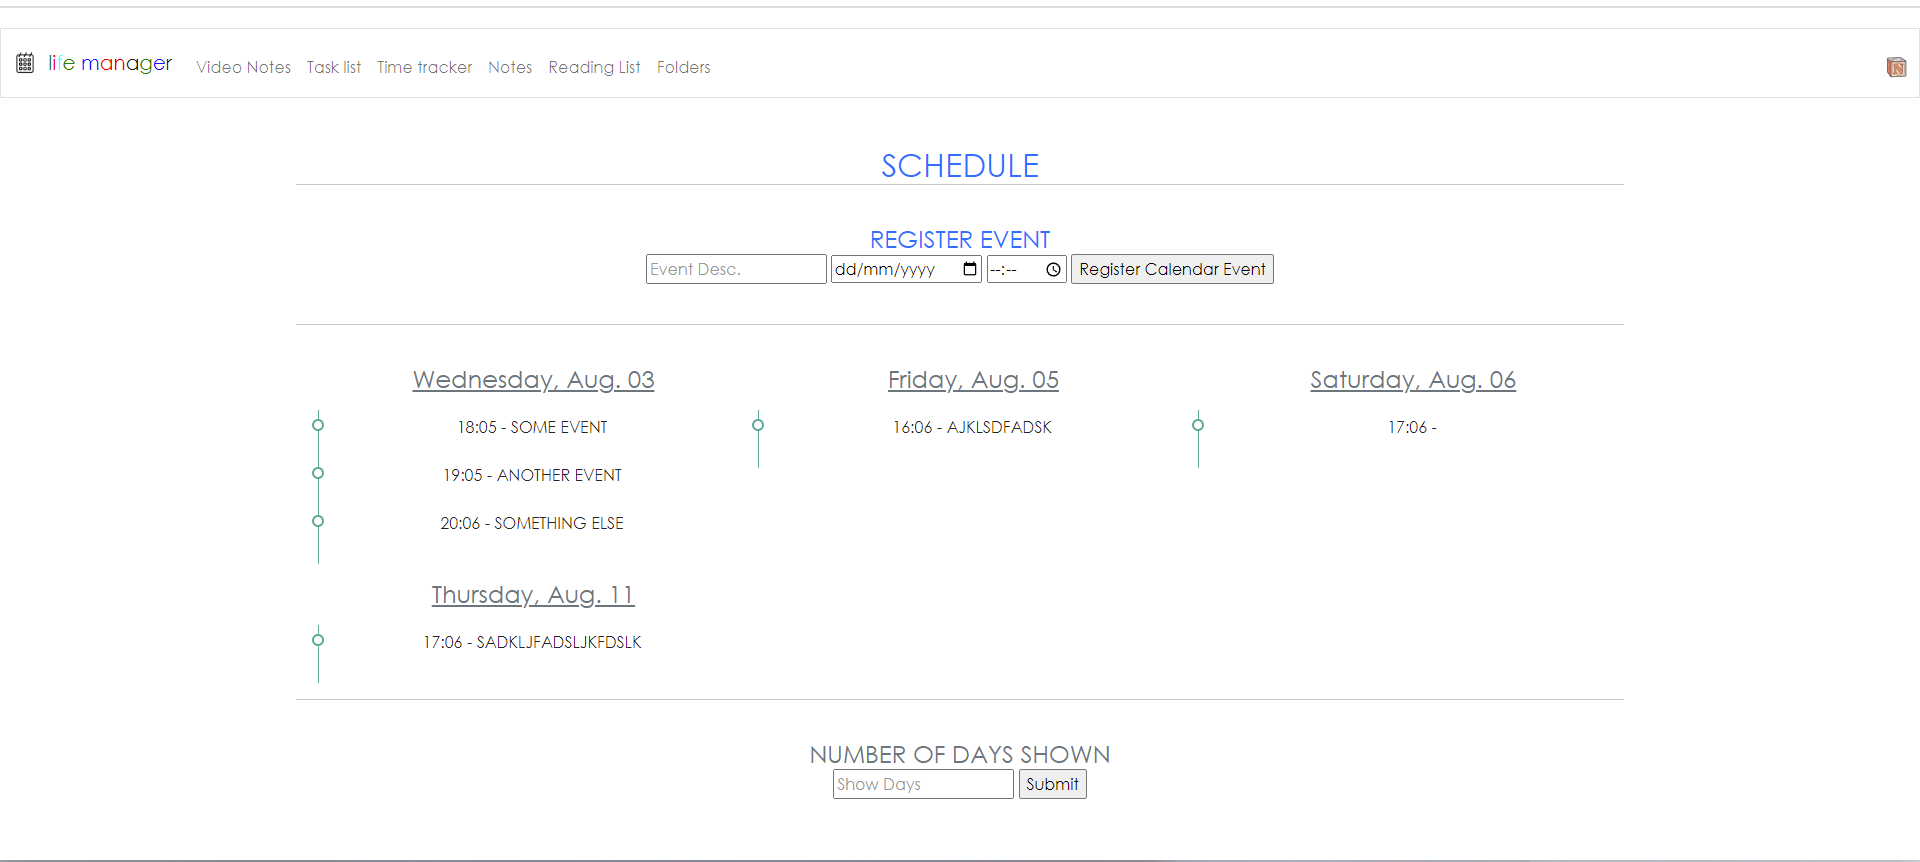 life manager Video Notes Task list Time tracker Notes Reading List Folders N
SCHEDULE
REGISTER EVENT
Event Desc. dd/mm/yyyy --:-- Register Calendar Event
Wednesday, Aug. 03
18:05 - SOME EVENT
19:05 - ANOTHER EVENT
20:06 - SOMETHING ELSE
Friday, Aug. 05
16:06 - AJKLSDFADSK
Saturday, Aug. 06
17:06 -
Thursday, Aug. 11
17:06 - SADKLJFADSLJKFDSLK
NUMBER OF DAYS SHOWN
Show Days Submit